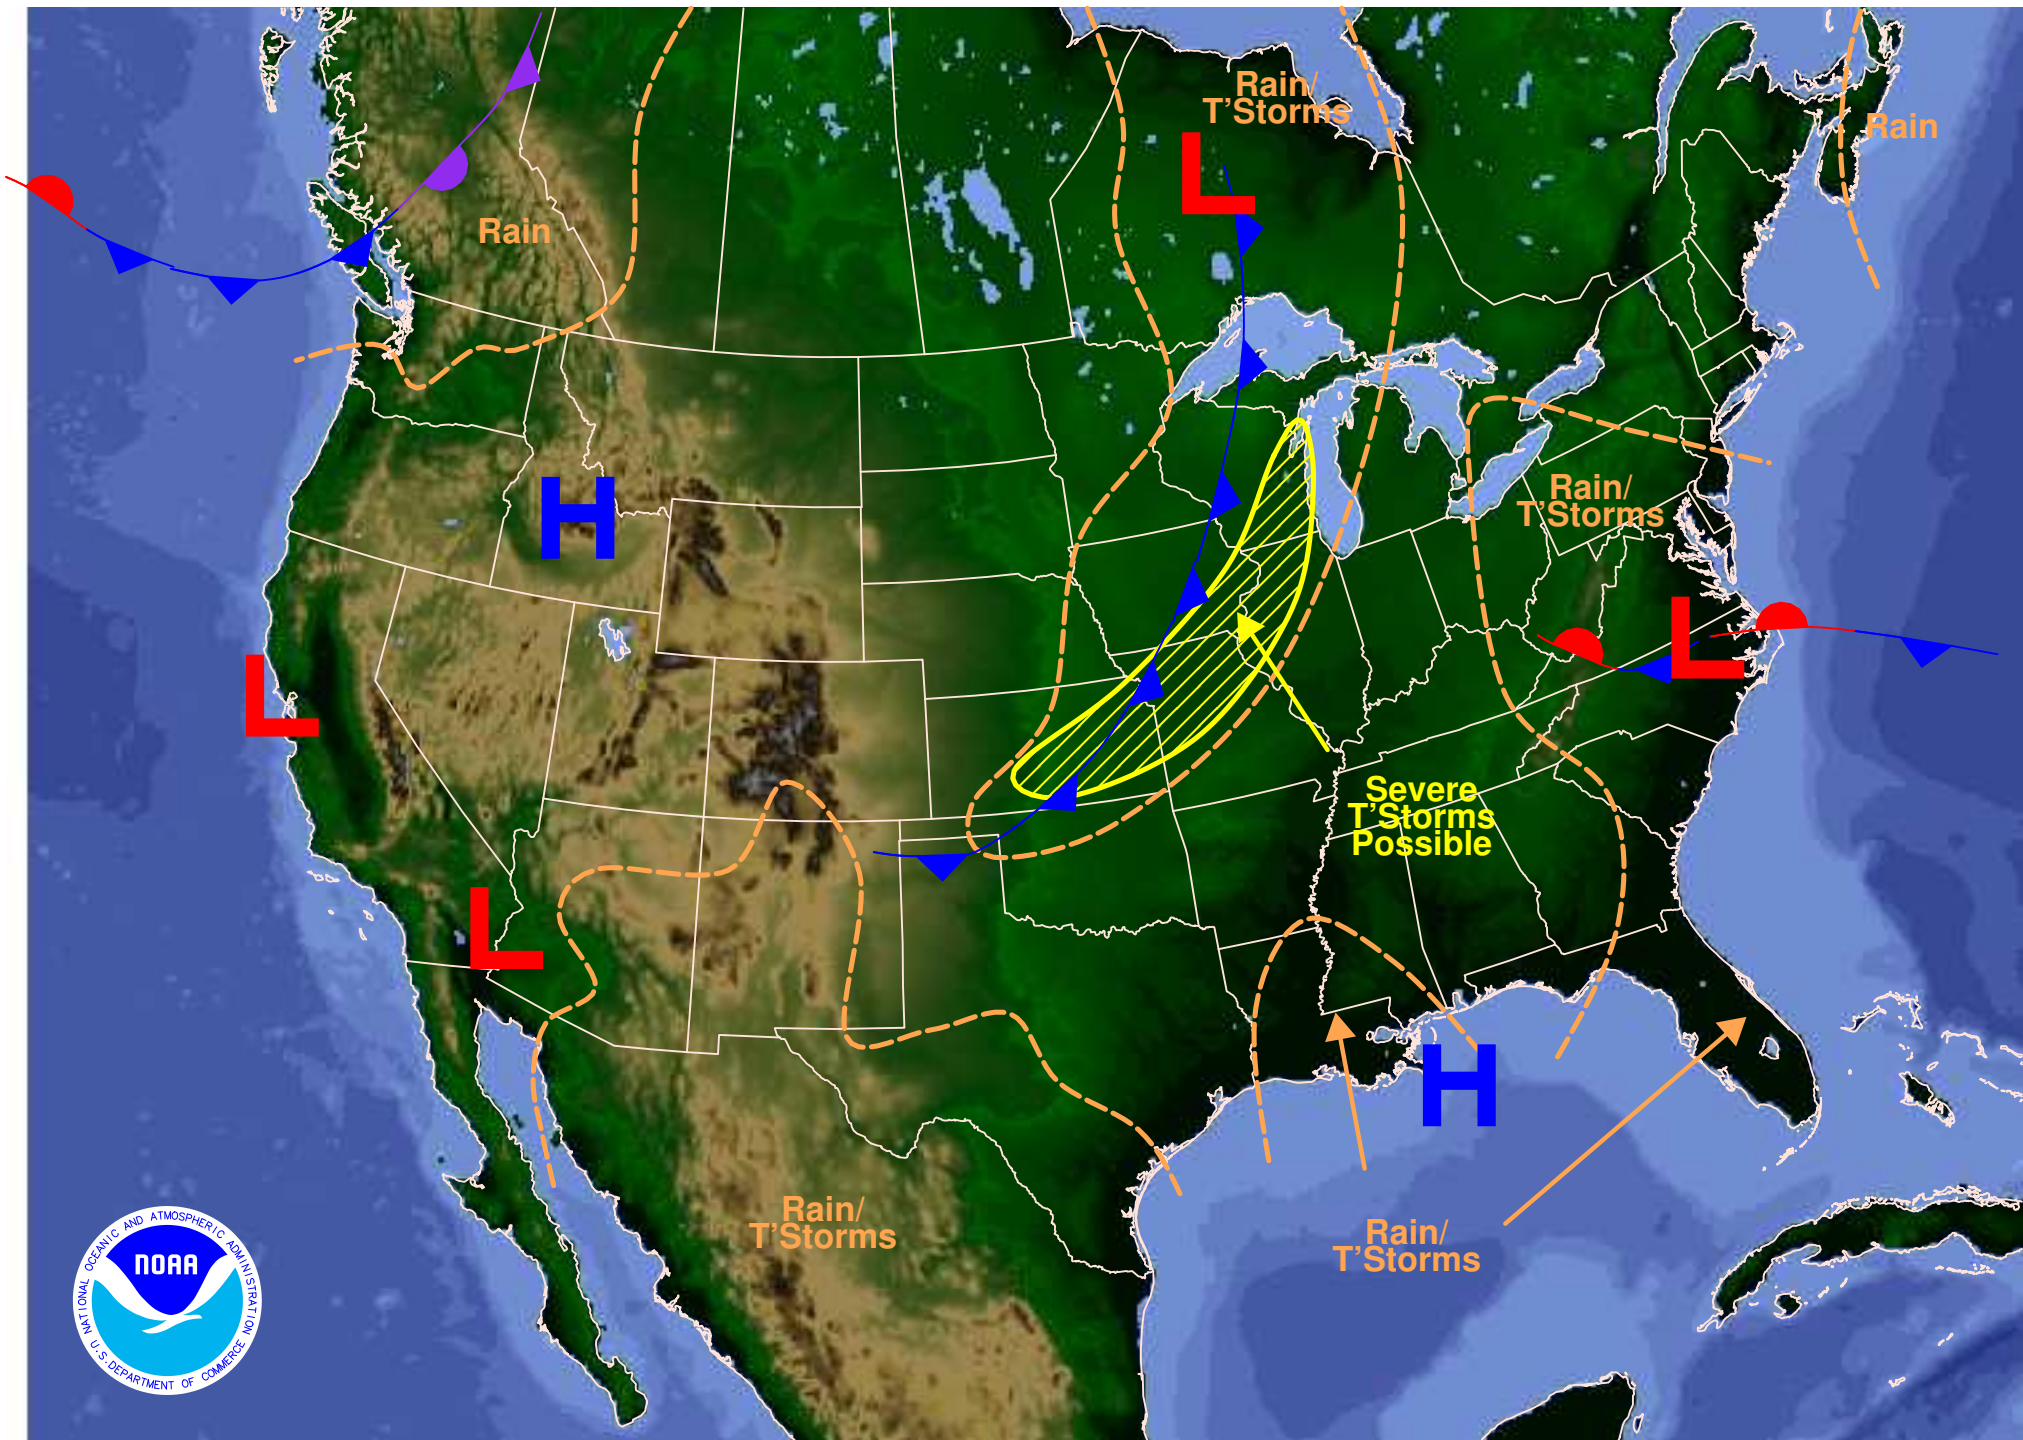 Rain/
T'Storms
L
Rain
Rain
H
Rain/
T'Storms
L
L
Severe
T'Storms
Possible
L
H
Rain/
T'Storms
Rain/
T'Storms
NATIONAL OCEANIC AND ATMOSPHERIC ADMINISTRATION
NOAA
U.S. DEPARTMENT OF COMMERCE